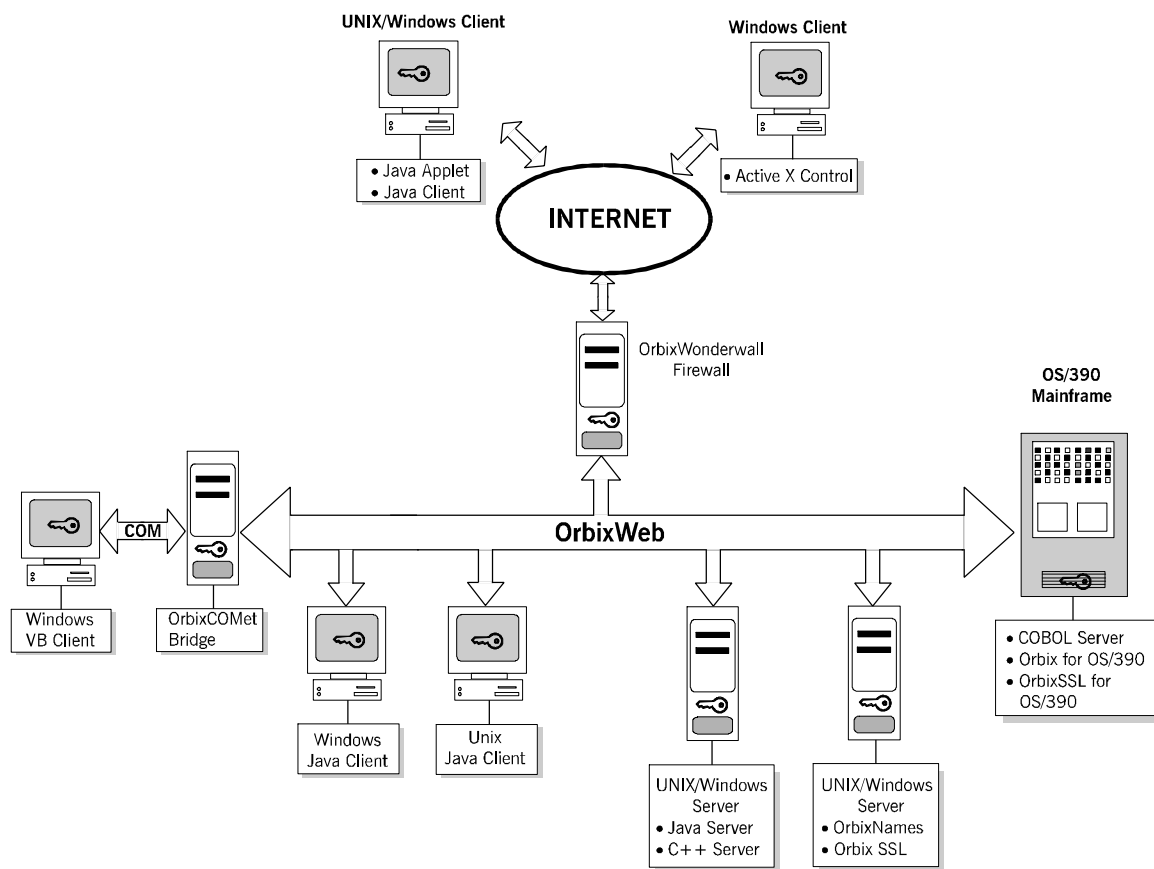 UNIX/Windows Client
Windows Client
• Java Applet
• Java Client
• Active X Control
INTERNET
OrbixWonderwall
Firewall
OS/390
Mainframe
COM
OrbixWeb
Windows
VB Client
OrbixCOMet
Bridge
• COBOL Server
• Orbix for OS/390
• OrbixSSL for
OS/390
Windows
Java Client
Unix
Java Client
UNIX/Windows
Server
• Java Server
• C++ Server
UNIX/Windows
Server
• OrbixNames
• Orbix SSL